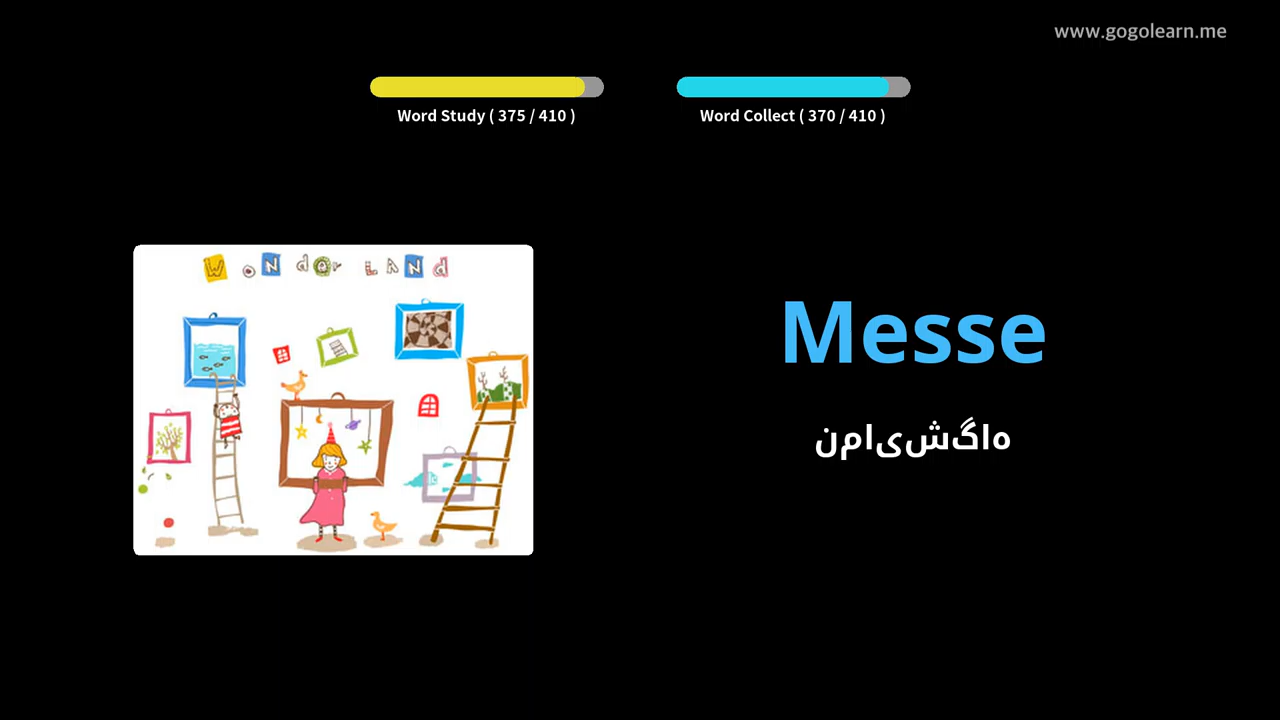 www.gogolearn.me
Word Study ( 375 / 410 )
Word Collect ( 370 / 410 )
WoNder LANd
Messe
نمایشگاه